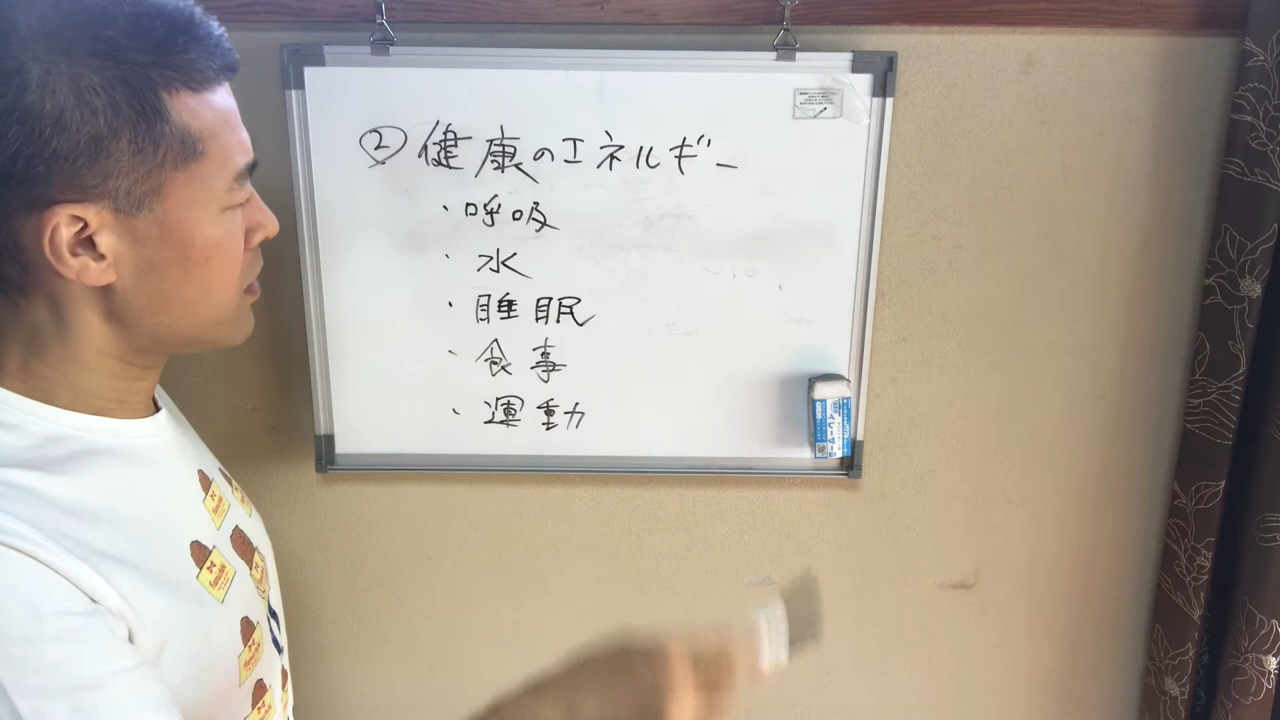 ②健康のエネルギー
・呼吸
・水
・睡眠
・食事
・運動